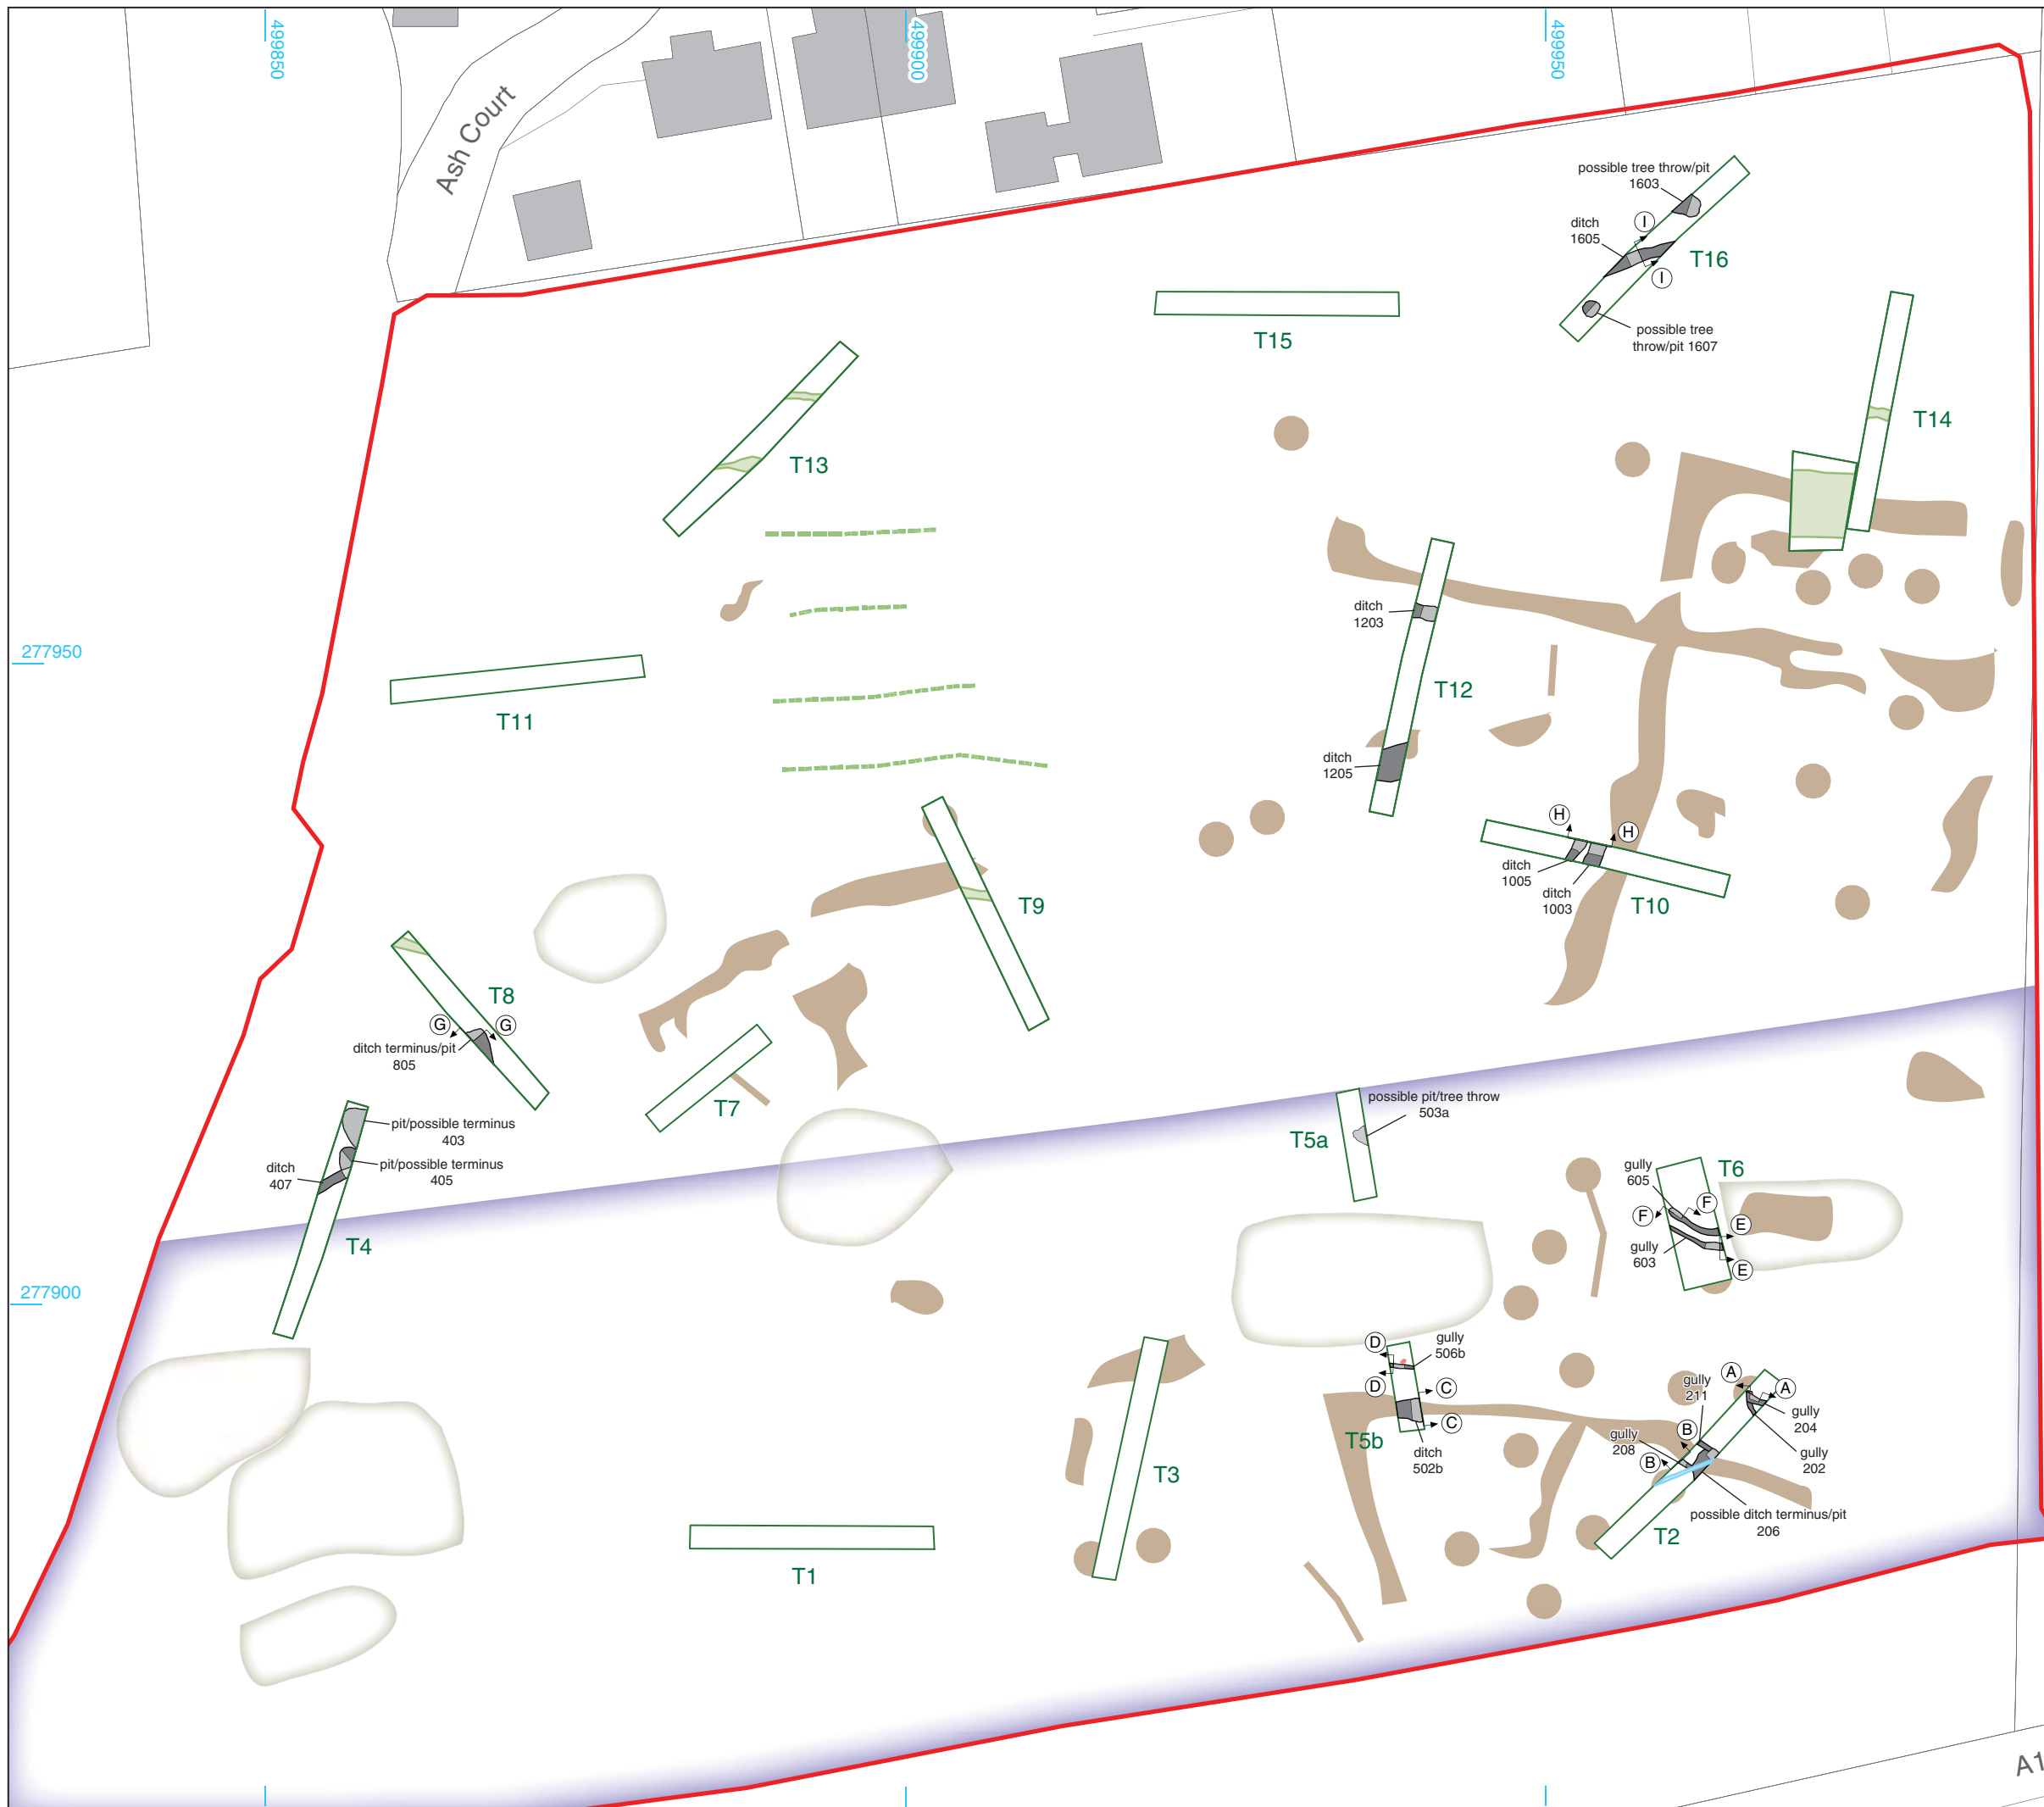 499850
499900
499950
Ash Court
possible tree throw/pit
1603
ditch
1605
I
I
T16
possible tree
throw/pit 1607
T15
T14
T13
277950
T11
ditch
1203
T12
ditch
1205
H
H
ditch
1005
ditch
1003
T10
T9
T8
G
G
ditch terminus/pit
805
T7
pit/possible terminus
403
pit/possible terminus
405
ditch
407
T4
possible pit/tree throw
503a
T5a
T6
gully
605
F
F
E
E
gully
603
277900
D
D
gully
506b
C
C
T5b
ditch
502b
A
A
gully
211
gully
204
gully
202
B
B
gully
208
possible ditch terminus/pit
206
T2
T3
T1
A1